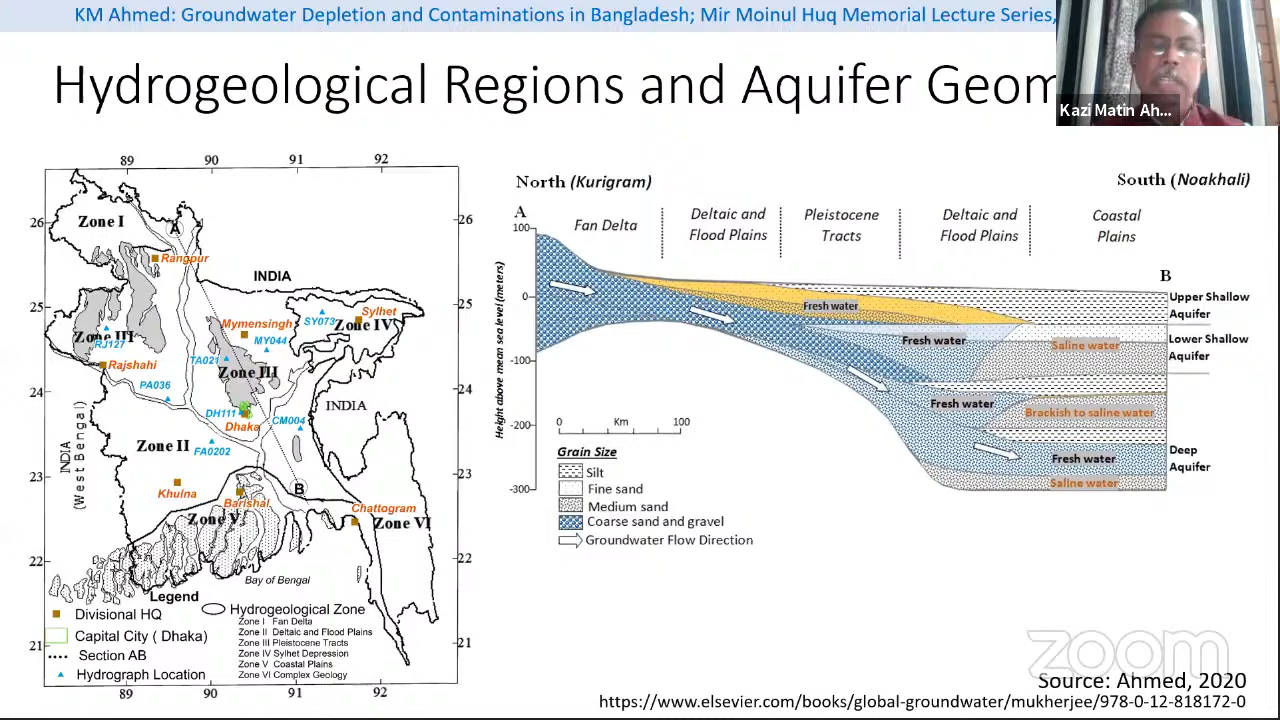 KM Ahmed: Groundwater Depletion and Contaminations in Bangladesh; Mir Moinul Huq Memorial Lecture Series,
Kazi Matin Ah...
Hydrogeological Regions and Aquifer Geom
89 90 91 92
26
25
24
23
22
21
26
25
24
23
22
21
89 90 91 92
Zone I
A
Rangpur
INDIA
Sylhet
SY073
Zone IV
Mymensingh
MY044
Zone III
RJ127
TA021
Zone III
Rajshahi
PA036
INDIA
DH111
CM004
Dhaka
Zone II
FA0202
INDIA
(West Bengal)
B
Khulna
Barishal
Chattogram
Zone V
Zone VI
Bay of Bengal
Legend
Divisional HQ
Capital City ( Dhaka)
Section AB
Hydrograph Location
Hydrogeological Zone
Zone I Fan Delta
Zone II Deltaic and Flood Plains
Zone III Pleistocene Tracts
Zone IV Sylhet Depression
Zone V Coastal Plains
Zone VI Complex Geology
North (Kurigram)
South (Noakhali)
A
Fan Delta
Deltaic and
Flood Plains
Pleistocene
Tracts
Deltaic and
Flood Plains
Coastal
Plains
B
Height above mean sea level (meters)
100
0
-100
-200
-300
Fresh water
Fresh water
Saline water
Fresh water
Brackish to saline water
Fresh water
Saline water
Upper Shallow
Aquifer
Lower Shallow
Aquifer
Deep
Aquifer
0 Km 100
Grain Size
Silt
Fine sand
Medium sand
Coarse sand and gravel
Groundwater Flow Direction
zoom
Source: Ahmed, 2020
https://www.elsevier.com/books/global-groundwater/mukherjee/978-0-12-818172-0